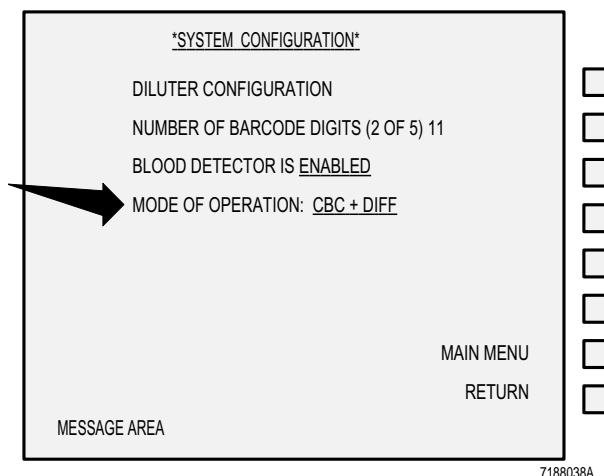 *SYSTEM CONFIGURATION*
DILUTER CONFIGURATION
NUMBER OF BARCODE DIGITS (2 OF 5) 11
BLOOD DETECTOR IS ENABLED
MODE OF OPERATION: CBC + DIFF
MAIN MENU
RETURN
MESSAGE AREA
7188038A